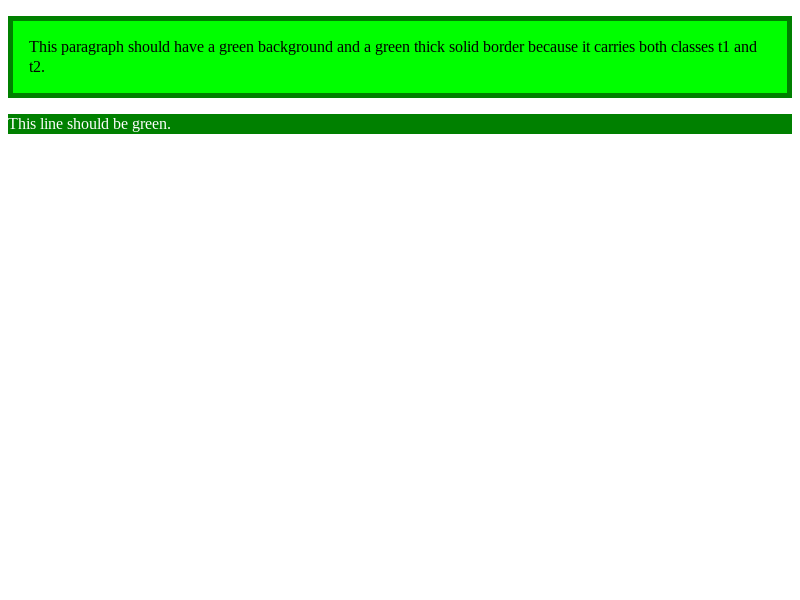 This paragraph should have a green background and a green thick solid border because it carries both classes t1 and
t2.
This line should be green.